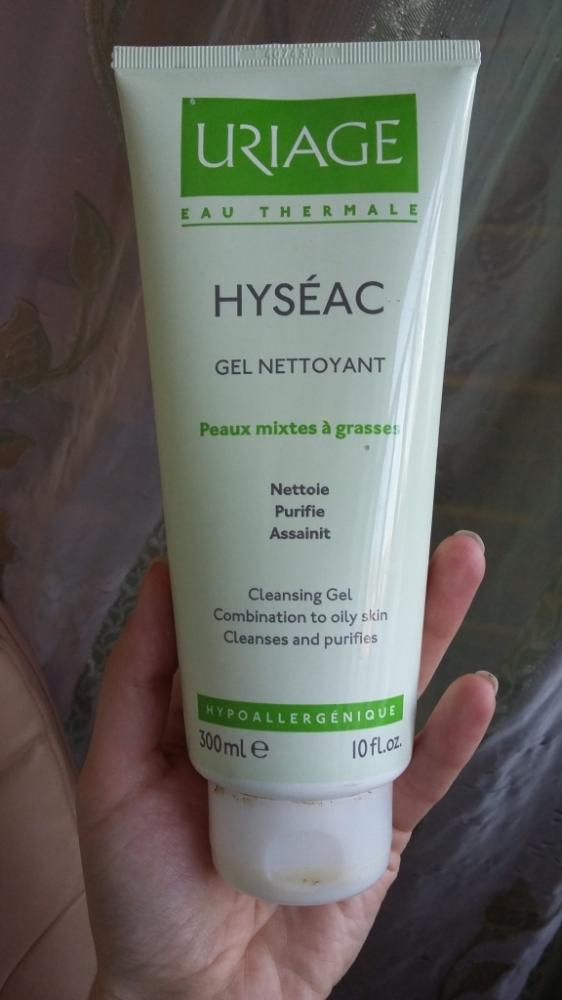 URIAGE
EAU THERMALE
HYSÉAC
GEL NETTOYANT
Peaux mixtes à grasses
Nettoie
Purifie
Assainit
Cleansing Gel
Combination to oily skin
Cleanses and purifies
HYPOALLERGÉNIQUE
300ml e 10fl.oz.